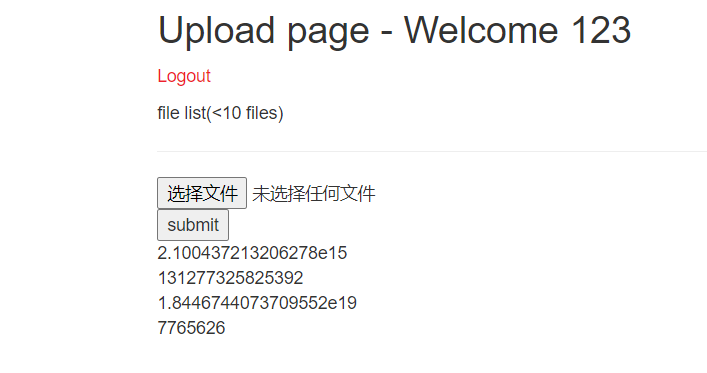 Upload page - Welcome 123
Logout
file list(<10 files)
选择文件 未选择任何文件
submit
2.100437213206278e15
131277325825392
1.8446744073709552e19
7765626